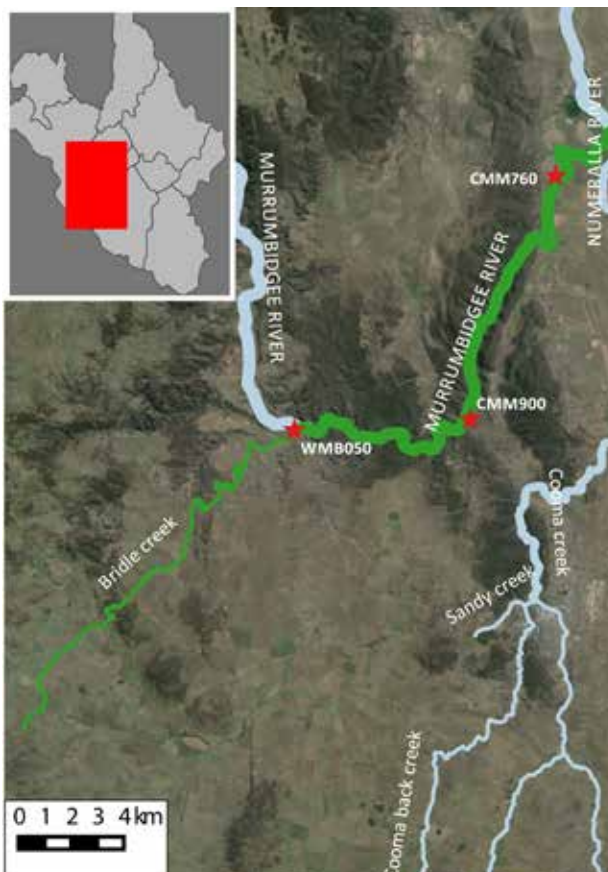 CMM760
NUMERALLA RIVER
MURRUMBIDGEE RIVER
MURRUMBIDGEE RIVER
CMM900
WMB050
Cooma creek
Bridle creek
Sandy creek
Cooma back creek
0 1 2 3 4 km